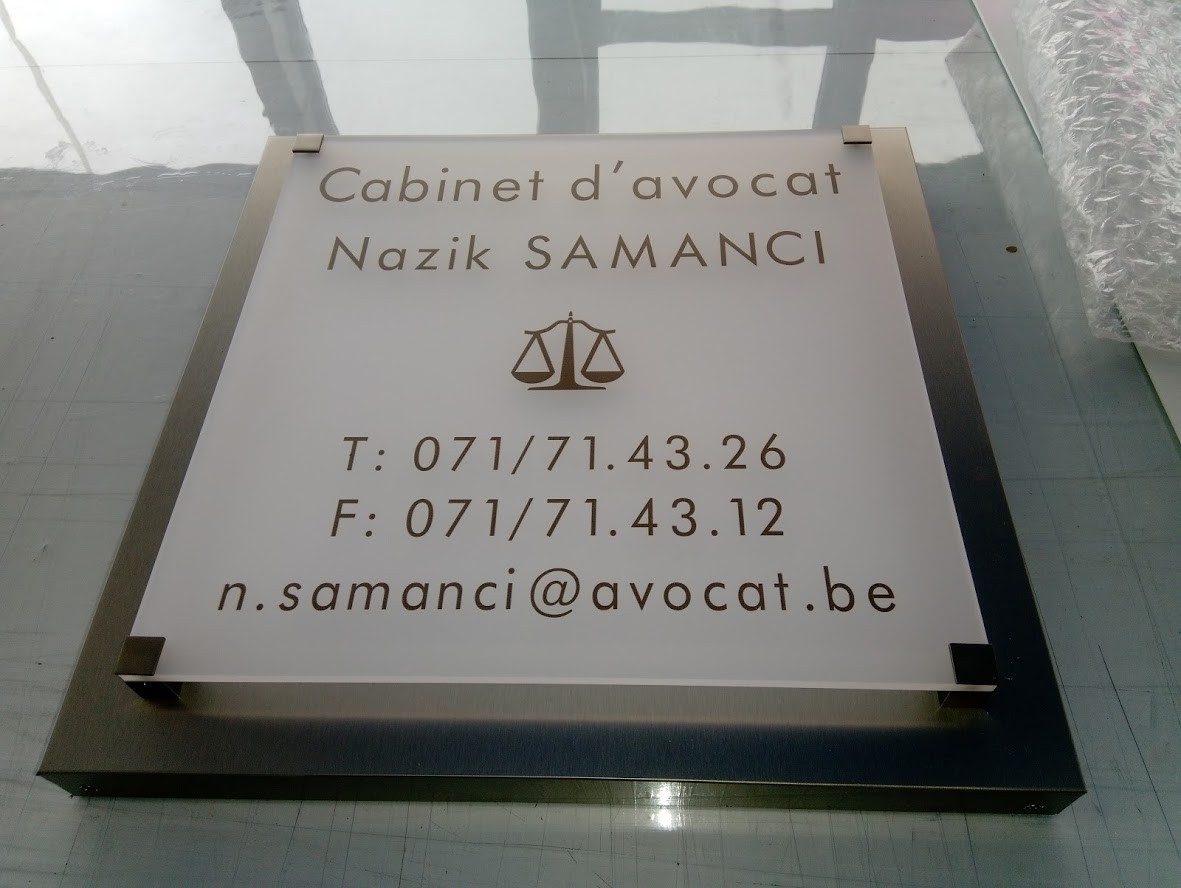 Cabinet d'avocat
Nazik SAMANCI
T: 071/71.43.26
F: 071/71.43.12
n.samanci@avocat.be